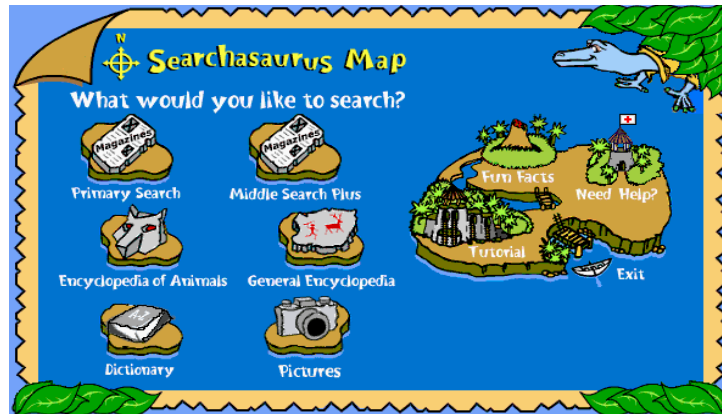 N
Searchasaurus Map
What would you like to search?
Magazines
Primary Search
Magazines
Middle Search Plus
Encyclopedia of Animals
General Encyclopedia
A-Z
Dictionary
Pictures
Fun Facts
Need Help?
Tutorial
Exit